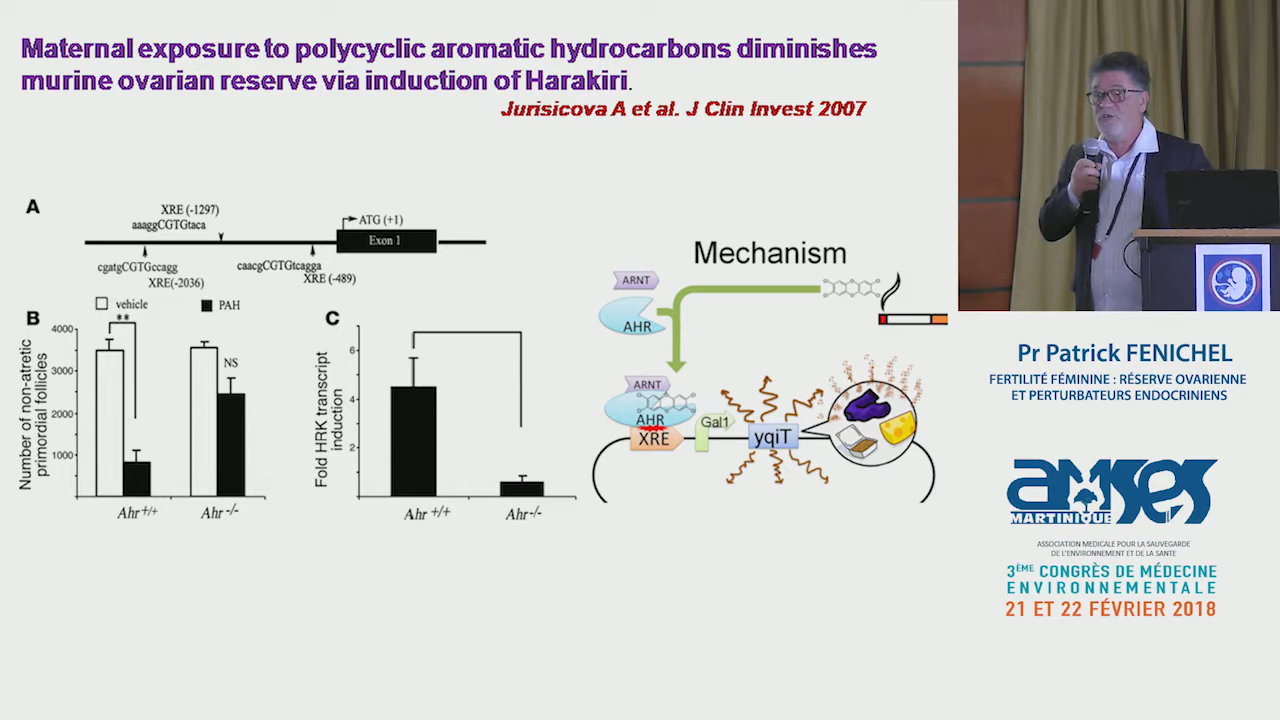 Maternal exposure to polycyclic aromatic hydrocarbons diminishes
murine ovarian reserve via induction of Harakiri.
Jurisicova A et al. J Clin Invest 2007
A
XRE (-1297)
aaaggCGTGtaca
ATG (+1)
Exon 1
cgatgCGTGccagg
XRE(-2036)
caacgCGTGtcagga
XRE (-489)
vehicle
PAH
B
Number of non-atretic
primordial follicles
4000
3000
2000
1000
**
NS
Ahr+/+
Ahr-/-
C
Fold HRK transcript
induction
6
4
2
Ahr+/+
Ahr-/-
Mechanism
ARNT
AHR
ARNT
AHR
XRE
Gal1
yqiT
Pr Patrick FENICHEL
FERTILITÉ FÉMININE : RÉSERVE OVARIENNE
ET PERTURBATEURS ENDOCRINIENS
AMSES
MARTINIQUE
ASSOCIATION MEDICALE POUR LA SAUVEGARDE
DE L'ENVIRONNEMENT ET DE LA SANTE
3ÈME CONGRÈS DE MÉDECINE
ENVIRONNEMENTALE
21 ET 22 FÉVRIER 2018